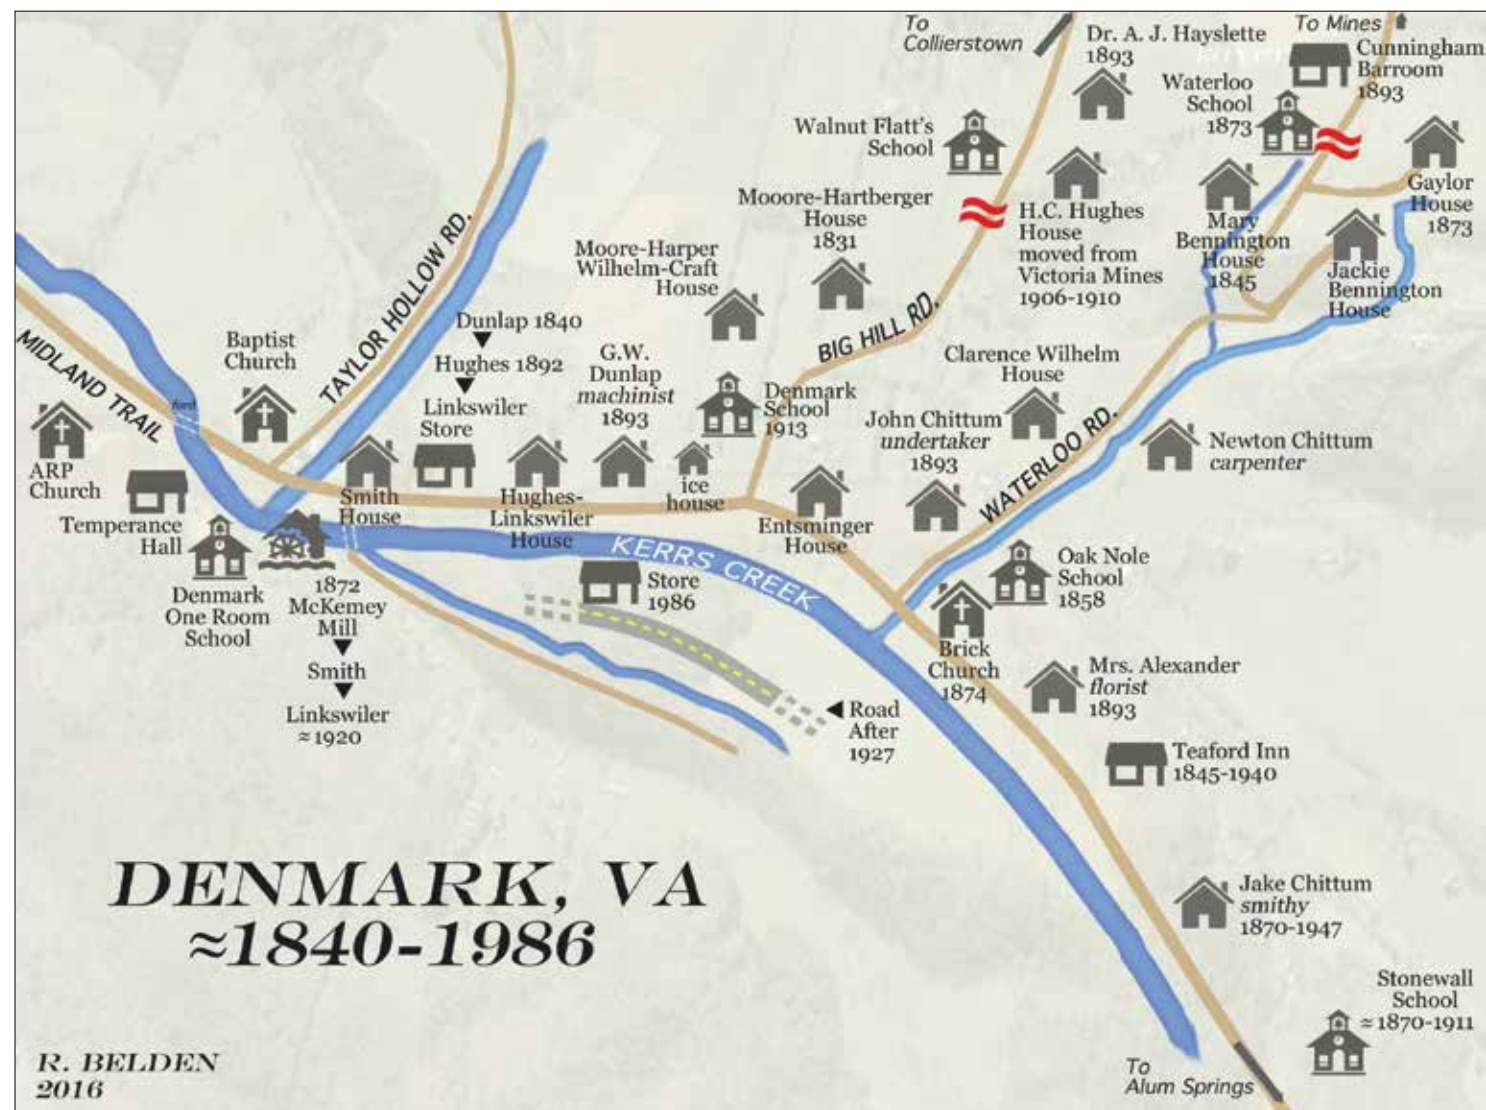 To
Collierstown
Dr. A. J. Hayslette
1893
To Mines
Cunningham
Barroom
1893
Waterloo
School
1873
Walnut Flatt's
School
Gaylor
House
1873
Mooore-Hartberger
House
1831
H.C. Hughes
House
moved from
Victoria Mines
1906-1910
Mary
Bennington
House
1845
Jackie
Bennington
House
Moore-Harper
Wilhelm-Craft
House
TAYLOR HOLLOW RD.
BIG HILL RD.
MIDLAND TRAIL
ford
Baptist
Church
Dunlap 1840
Hughes 1892
Linkswiler
Store
G.W.
Dunlap
machinist
1893
Denmark
School
1913
Clarence Wilhelm
House
John Chittum
undertaker
1893
WATERLOO RD.
Newton Chittum
carpenter
ARP
Church
Temperance
Hall
Smith
House
Hughes-
Linkswiler
House
ice
house
Entsminger
House
KERRS CREEK
Denmark
One Room
School
1872
McKemey
Mill
Smith
Linkswiler
≈1920
Store
1986
Oak Nole
School
1858
Brick
Church
1874
Mrs. Alexander
florist
1893
Road
After
1927
Teaford Inn
1845-1940
DENMARK, VA
≈1840-1986
Jake Chittum
smithy
1870-1947
Stonewall
School
≈1870-1911
To
Alum Springs
R. BELDEN
2016